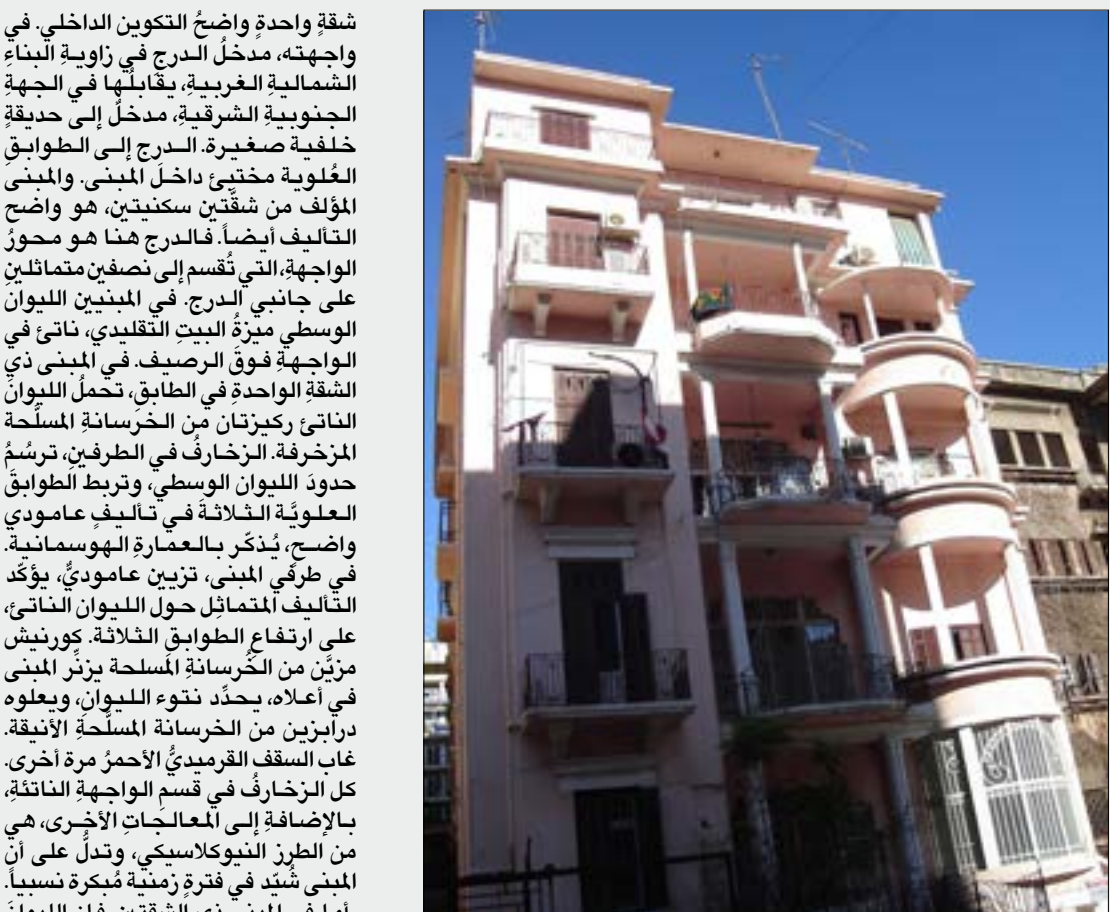 شقةٍ واحدةٍ واضحُ التكوين الداخلي. في
واجهته، مدخلُ الدرجِ في زاويةِ البناءِ
الشماليةِ الغربيةِ، يقابلُها في الجهةِ
الجنوبيةِ الشرقيةِ، مدخلٌ إلى حديقةٍ
خلفية صغيرة. الدرج إلى الطوابقِ
العُلوية مختبئ داخلَ المبنى. والمبنى
المؤلف من شقَّتين سكنيتين، هو واضح
التأليف أيضاً. فالدرج هنا هو محورُ
الواجهةِ، التي تُقسم إلى نصفين متماثلينِ
على جانبي الدرج. في المبنيين الليوانُ
الوسطي ميزةُ البيتِ التقليدي، ناتئ في
الواجهةِ فوقَ الرصيف. في المبنى ذي
الشقةِ الواحدةِ في الطابقِ، تحملُ الليوانَ
الناتئ ركيزتان من الخرسانةِ المسلَّحة
المزخرفة. الزخارفُ في الطرفينِ، ترسُمُ
حدودَ الليوان الوسطي، وتربط الطوابقَ
العلويَّة الثلاثةَ في تأليفٍ عامودي
واضحٍ، يُذكّر بالعمارةِ الهوسمانية.
في طرفَي المبنى، تزيين عاموديٌّ، يؤكّد
التأليف المتماثِل حول الليوان الناتئ،
على ارتفاعِ الطوابقِ الثلاثة. كورنيش
مزيَّن من الخُرسانةِ المسلحة يزنِّر المبنى
في أعلاه، يحدِّد نتوء الليوانِ، ويعلوه
درابزين من الخرسانة المسلَّحةِ الأنيقة.
غاب السقف القرميديُّ الأحمرُ مرة أخرى.
كل الزخارفُ في قسمِ الواجهةِ الناتئةِ،
بالإضافةِ إلى المعالجَاتِ الأخرى، هي
من الطرز النيوكلاسيكي، وتدلُّ على أن
المبنى شُيّد في فترةٍ زمنية مُبكرة نسبياً.